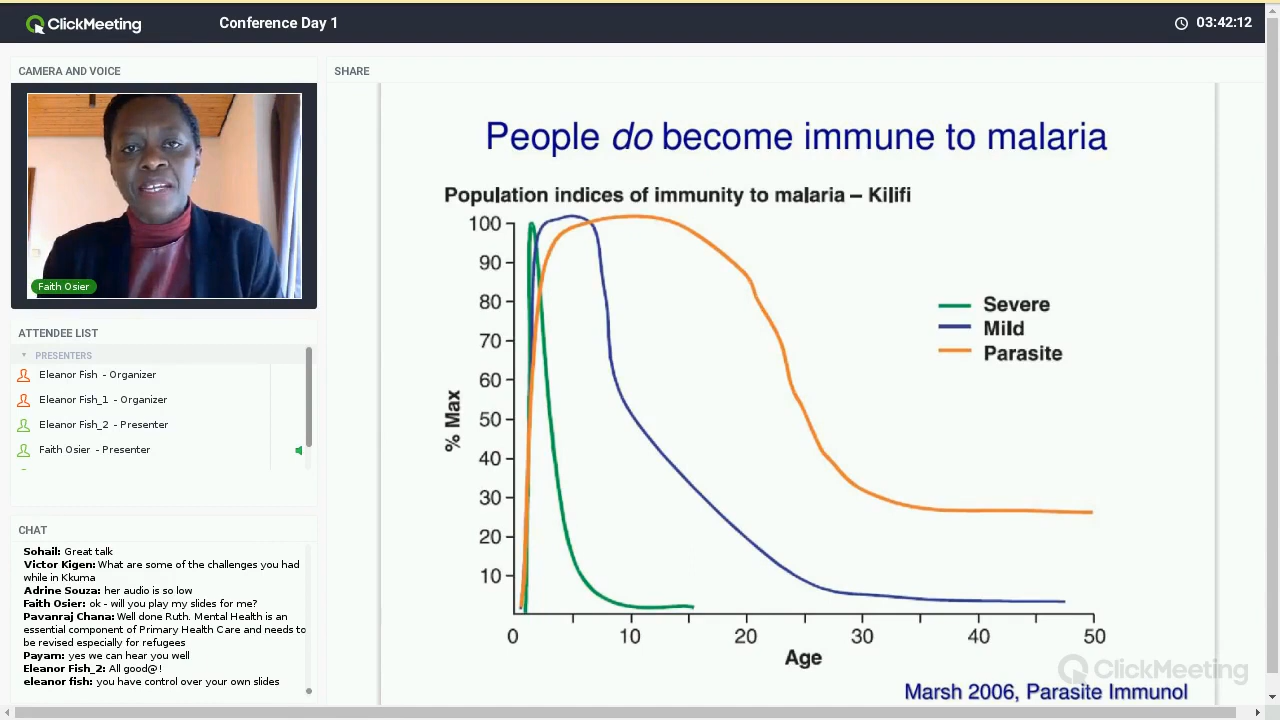 ClickMeeting
Conference Day 1
03:42:12
CAMERA AND VOICE
Faith Osier
ATTENDEE LIST
PRESENTERS
Eleanor Fish - Organizer
Eleanor Fish_1 - Organizer
Eleanor Fish_2 - Presenter
Faith Osier - Presenter
CHAT
Sohail: Great talk
Victor Kigen: What are some of the challenges you had
while in Kkuma
Adrine Souza: her audio is so low
Faith Osier: ok - will you play my slides for me?
Pavanraj Chana: Well done Ruth. Mental Health is an
essential component of Primary Health Care and needs to
be revised especially for refugees
Payam: yes we can hear you well
Eleanor Fish_2: All good@!
eleanor fish: you have control over your own slides
SHARE
People do become immune to malaria
Population indices of immunity to malaria – Kilifi
100
90
80
70
60
50
40
30
20
10
% Max
Severe
Mild
Parasite
0 10 20 30 40 50
Age
ClickMeeting
Marsh 2006, Parasite Immunol